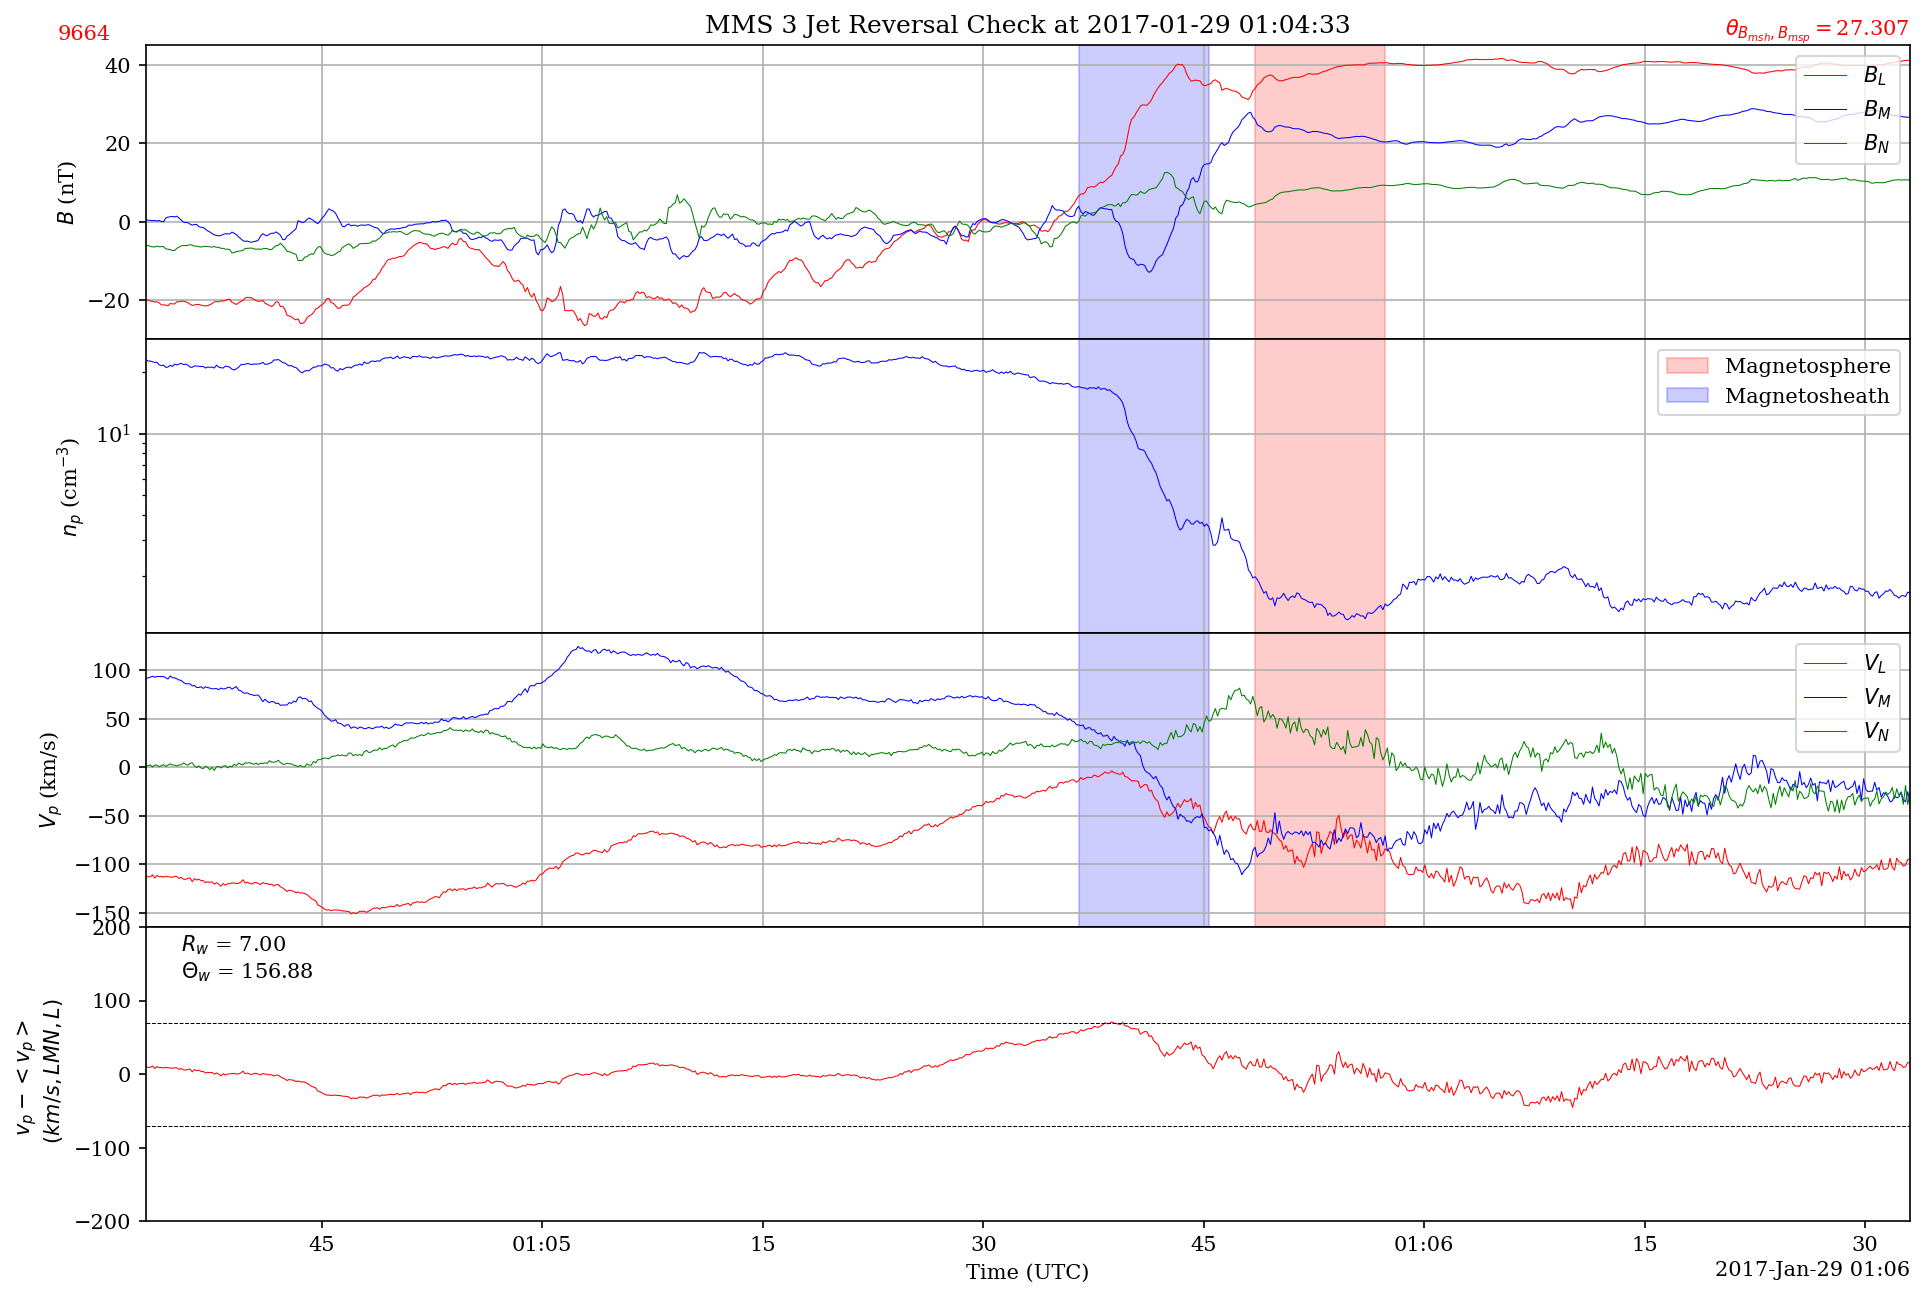 MMS 3 Jet Reversal Check at 2017-01-29 01:04:33
9664
θ_{B_{msh}, B_{msp}} = 27.307
40
20
0
−20
B (nT)
B_L
B_M
B_N
10^1
n_p (cm^{−3})
Magnetosphere
Magnetosheath
100
50
0
−50
−100
−150
V_p (km/s)
V_L
V_M
V_N
200
100
0
−100
−200
v_p − < v_p >
(km/s, LMN, L)
R_w = 7.00
Θ_w = 156.88
45
01:05
15
30
45
01:06
15
30
Time (UTC)
2017-Jan-29 01:06